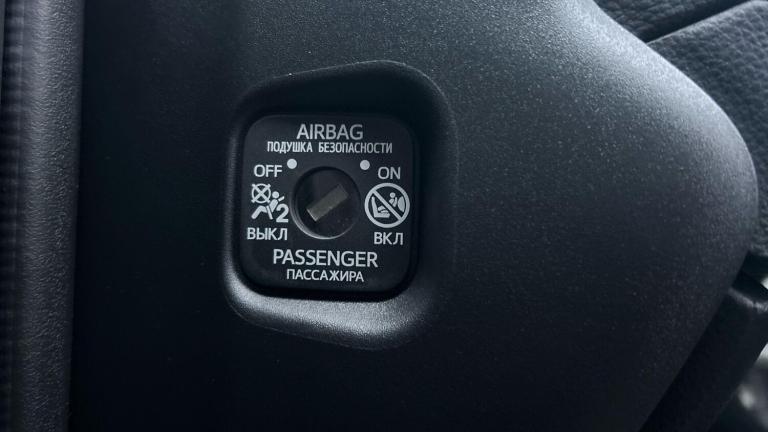 AIRBAG
ПОДУШКА БЕЗОПАСНОСТИ
OFF ON
2
ВЫКЛ ВКЛ
PASSENGER
ПАССАЖИРА